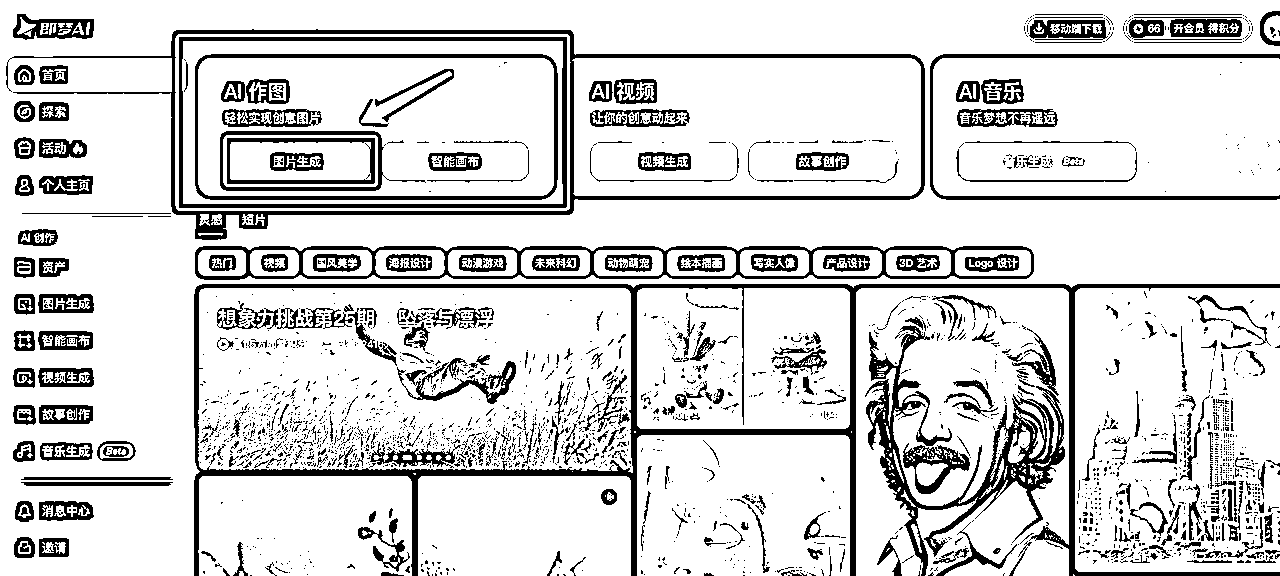 即梦AI
移动端下载
66 开会员 得积分
首页
探索
活动
个人主页
AI 创作
资产
图片生成
智能画布
视频生成
故事创作
音乐生成 Beta
消息中心
邀请
AI 作图
轻松实现创意图片
图片生成
智能画布
AI 视频
让你的创意动起来
视频生成
故事创作
AI 音乐
音乐梦想不再遥远
音乐生成 Beta
灵感 短片
热门 视频 国风美学 海报设计 动漫游戏 未来科幻 动物萌宠 绘本插画 写实人像 产品设计 3D 艺术 Logo 设计
想象力挑战第25期 坠落与漂浮